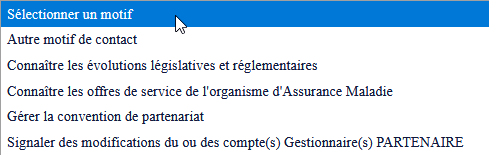 Sélectionner un motif
Autre motif de contact
Connaître les évolutions législatives et réglementaires
Connaître les offres de service de l'organisme d'Assurance Maladie
Gérer la convention de partenariat
Signaler des modifications du ou des compte(s) Gestionnaire(s) PARTENAIRE